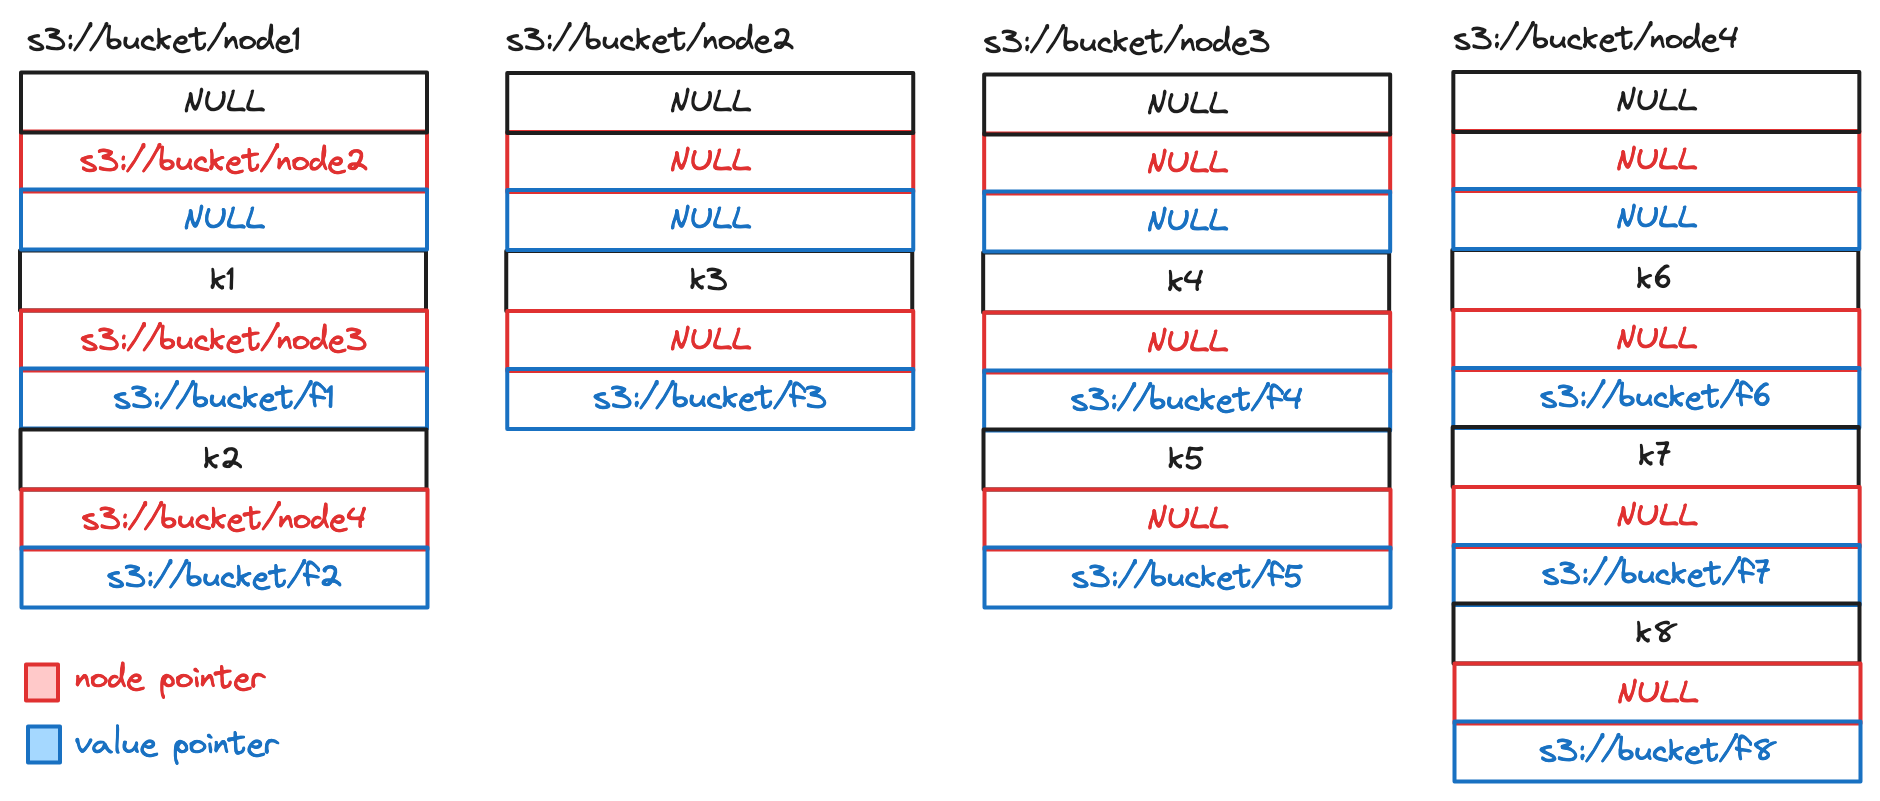 s3://bucket/node1
NULL
s3://bucket/node2
NULL
k1
s3://bucket/node3
s3://bucket/f1
k2
s3://bucket/node4
s3://bucket/f2
s3://bucket/node2
NULL
NULL
NULL
k3
NULL
s3://bucket/f3
s3://bucket/node3
NULL
NULL
NULL
k4
NULL
s3://bucket/f4
k5
NULL
s3://bucket/f5
s3://bucket/node4
NULL
NULL
NULL
k6
NULL
s3://bucket/f6
k7
NULL
s3://bucket/f7
k8
NULL
s3://bucket/f8
node pointer
value pointer